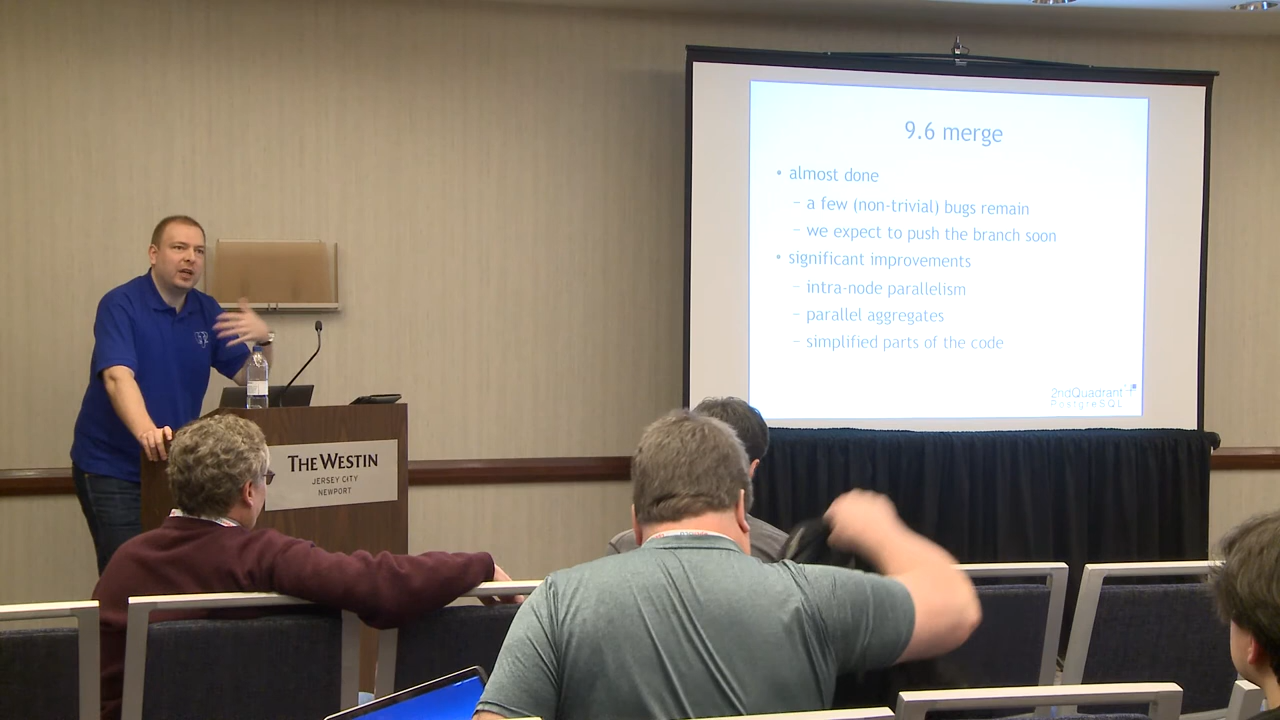 9.6 merge
• almost done
– a few (non-trivial) bugs remain
– we expect to push the branch soon
• significant improvements
– intra-node parallelism
– parallel aggregates
– simplified parts of the code
2ndQuadrant
PostgreSQL
THE WESTIN
JERSEY CITY
NEWPORT